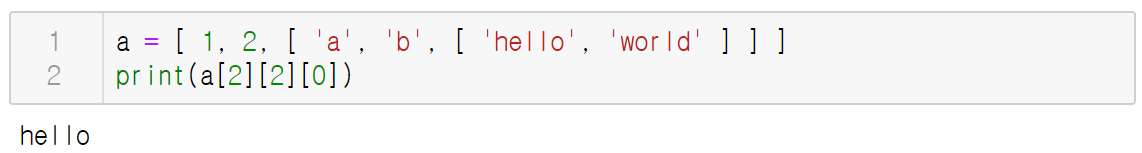 1 a = [ 1, 2, [ 'a', 'b', [ 'hello', 'world' ] ] ]
2 print(a[2][2][0])
hello